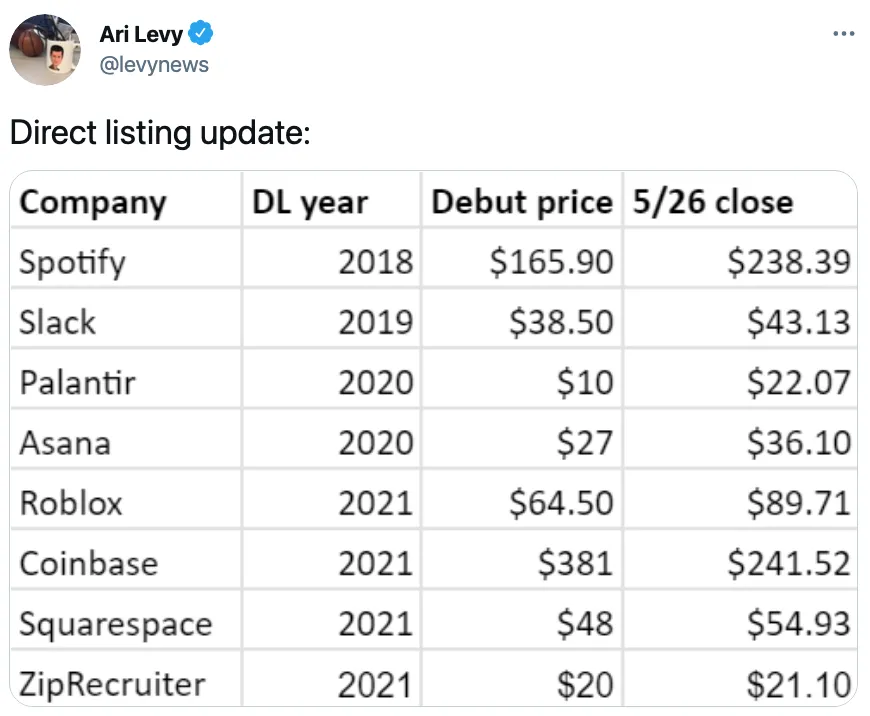 Ari Levy
@levynews
Direct listing update:
Company DL year Debut price 5/26 close
Spotify 2018 $165.90 $238.39
Slack 2019 $38.50 $43.13
Palantir 2020 $10 $22.07
Asana 2020 $27 $36.10
Roblox 2021 $64.50 $89.71
Coinbase 2021 $381 $241.52
Squarespace 2021 $48 $54.93
ZipRecruiter 2021 $20 $21.10